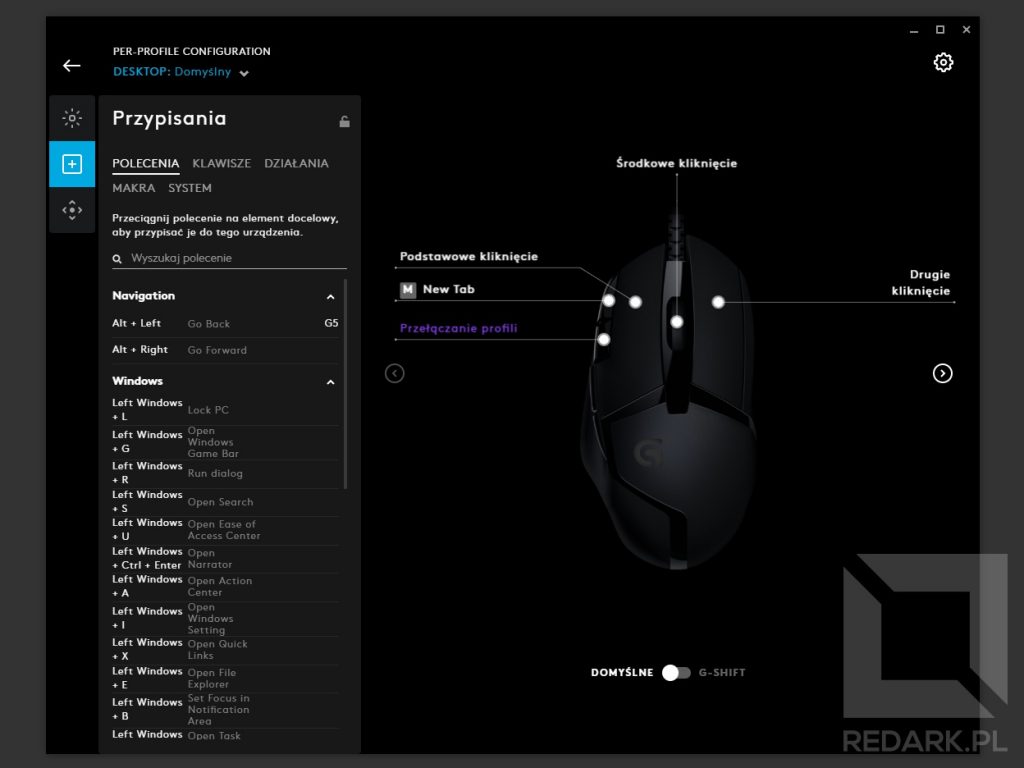 PER-PROFILE CONFIGURATION
DESKTOP: Domyślny
Przypisania
POLECENIA KLAWISZE DZIAŁANIA
MAKRA SYSTEM
Przeciągnij polecenie na element docelowy,
aby przypisać je do tego urządzenia.
Wyszukaj polecenie
Navigation
Alt + Left Go Back G5
Alt + Right Go Forward
Windows
Left Windows
+ L
Lock PC
Left Windows
+ G
Open
Windows
Game Bar
Left Windows
+ R
Run dialog
Left Windows
+ S
Open Search
Left Windows
+ U
Open Ease of
Access Center
Left Windows
+ Ctrl + Enter
Open
Narrator
Left Windows
+ A
Open Action
Center
Left Windows
+ I
Open
Windows
Setting
Left Windows
+ X
Open Quick
Links
Left Windows
+ E
Open File
Explorer
Left Windows
+ B
Set Focus in
Notification
Area
Left Windows Open Task
Środkowe kliknięcie
Podstawowe kliknięcie
M New Tab
Przełączanie profili
Drugie
kliknięcie
G
DOMYŚLNE G-SHIFT
REDARK.PL